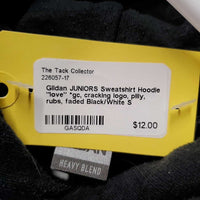 The Tack Collector
226057-17
Gildan JUNIORS Sweatshirt Hoodie
"love" *gc, cracking logo, pilly,
rubs, faded Black/White S
GASQ0A
$12.00
HEAVY BLEND